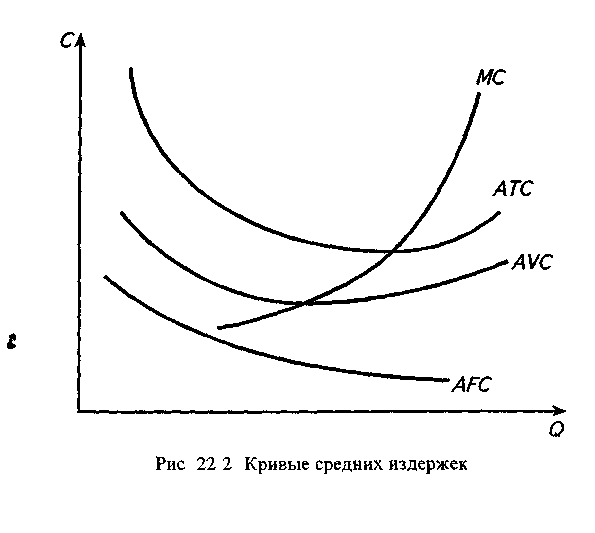 C
MC
ATC
AVC
AFC
Q
Рис 22 2 Кривые средних издержек